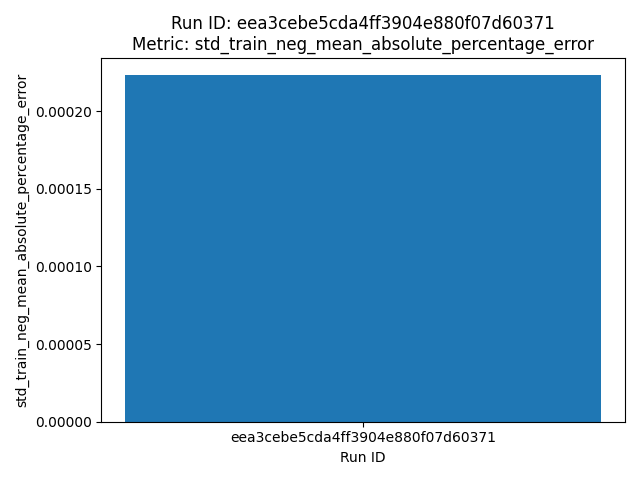 Run ID: eea3cebe5cda4ff3904e880f07d60371
Metric: std_train_neg_mean_absolute_percentage_error
std_train_neg_mean_absolute_percentage_error
0.00020
0.00015
0.00010
0.00005
0.00000
eea3cebe5cda4ff3904e880f07d60371
Run ID